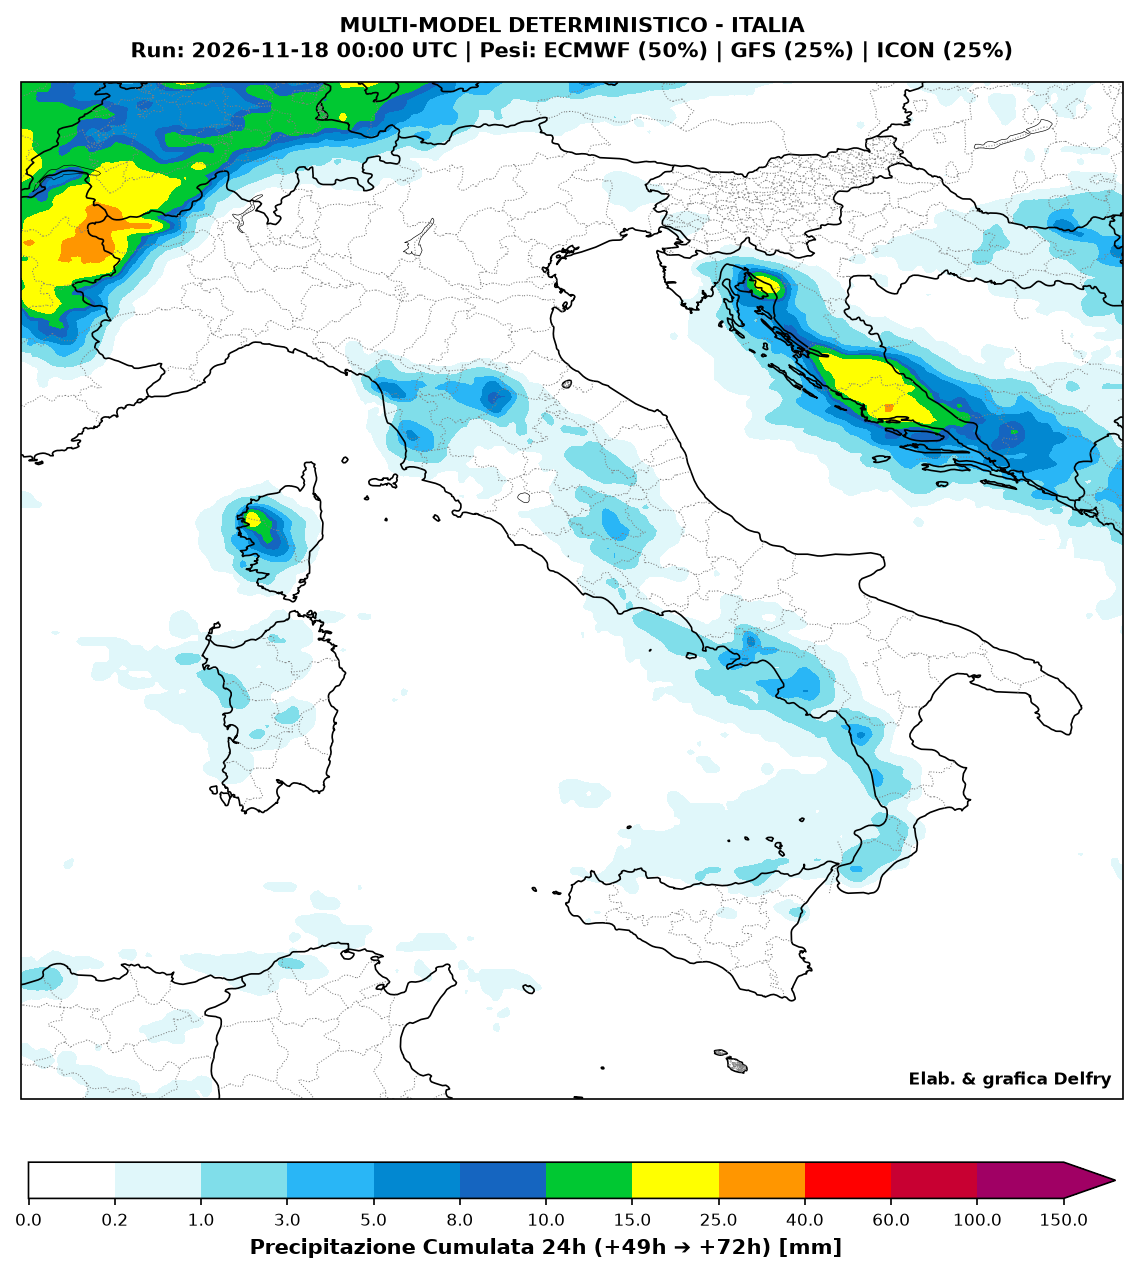 MULTI-MODEL DETERMINISTICO - ITALIA
Run: 2026-11-18 00:00 UTC | Pesi: ECMWF (50%) | GFS (25%) | ICON (25%)
Elab. & grafica Delfry
0.0 0.2 1.0 3.0 5.0 8.0 10.0 15.0 25.0 40.0 60.0 100.0 150.0
Precipitazione Cumulata 24h (+49h → +72h) [mm]